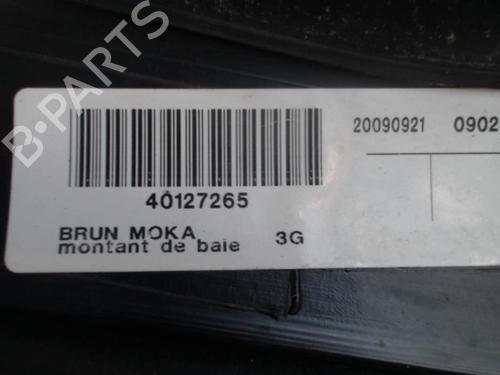 B-PARTS
20090921 0902
40127265
BRUN MOKA
montant de baie 3G